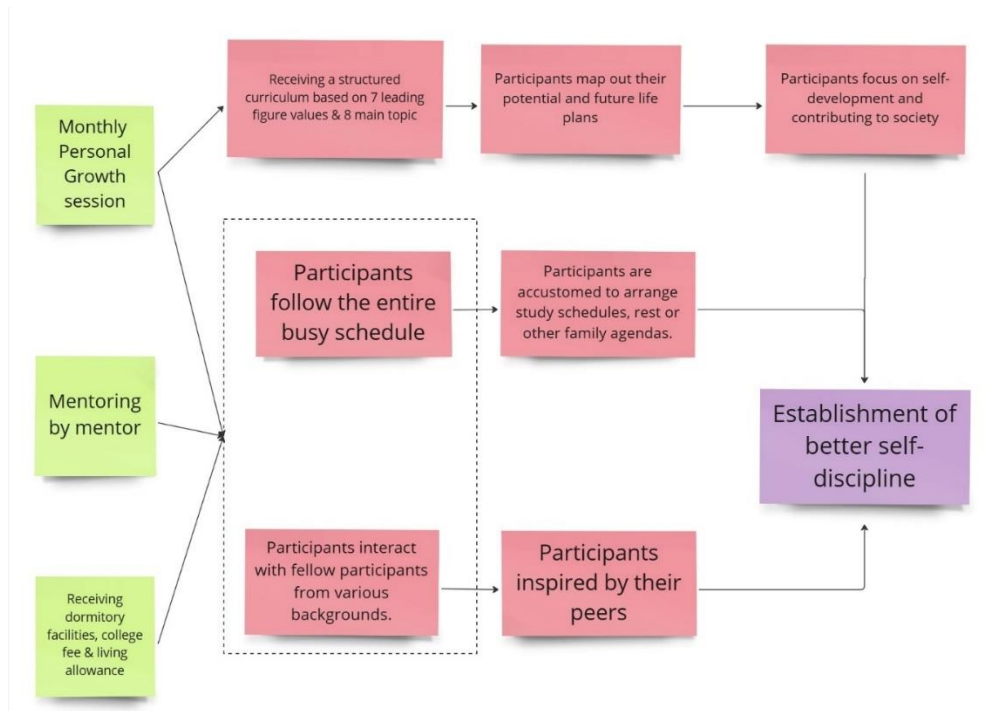 Monthly
Personal
Growth
session
Receiving a structured
curriculum based on 7 leading
figure values & 8 main topic
Participants map out their
potential and future life
plans
Participants focus on self-
development and
contributing to society
Participants
follow the entire
busy schedule
Participants are
accustomed to arrange
study schedules, rest or
other family agendas.
Mentoring
by mentor
Establishment of
better self-
discipline
Participants interact
with fellow participants
from various
backgrounds.
Participants
inspired by their
peers
Receiving
dormitory
facilities, college
fee & living
allowance